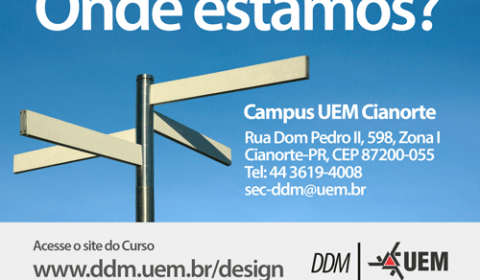 Onde estamos?
Campus UEM Cianorte
Rua Dom Pedro II, 598, Zona I
Cianorte-PR, CEP 87200-055
Tel: 44 3619-4008
sec-ddm@uem.br
Acesse o site do Curso
www.ddm.uem.br/design
DDM
UEM